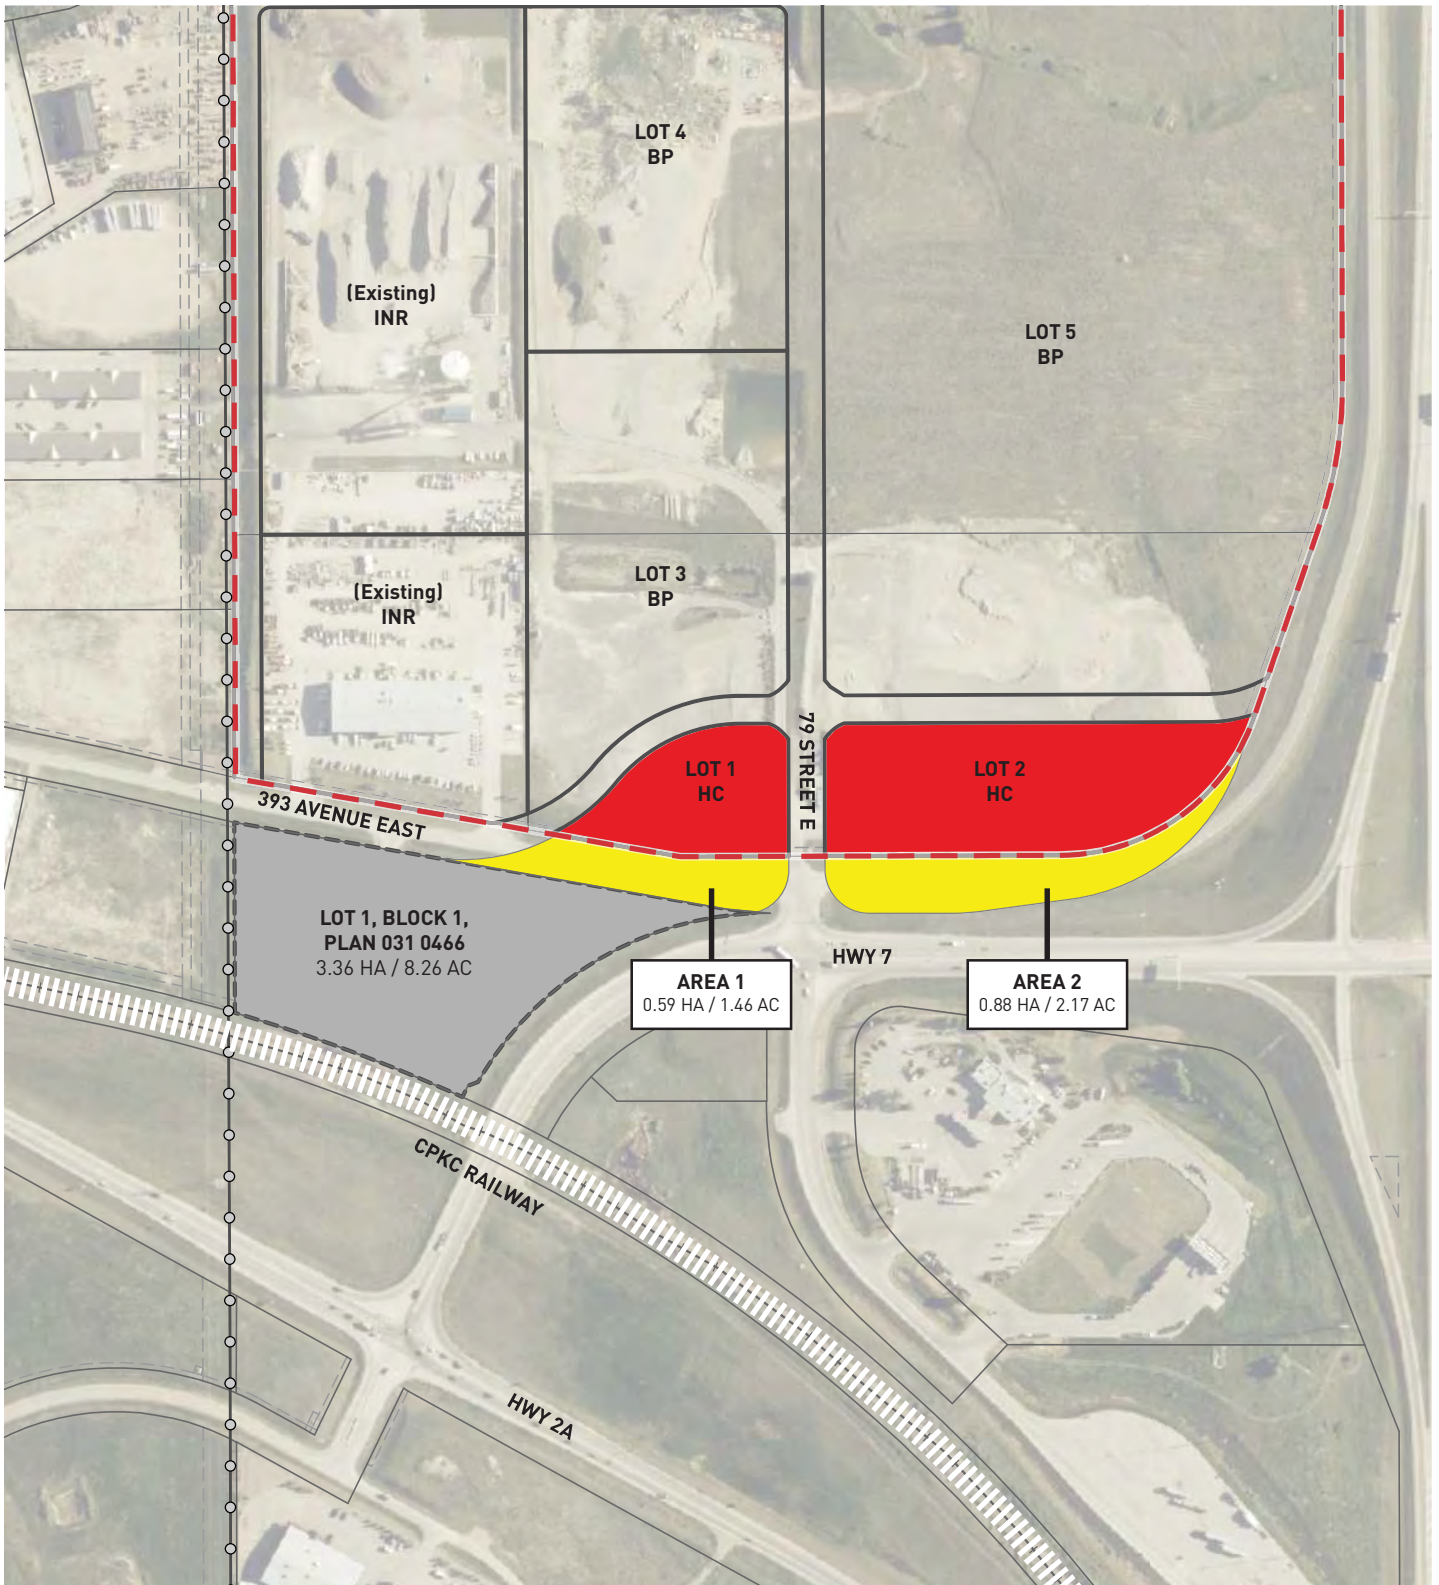 LOT 4
BP
(Existing)
INR
LOT 5
BP
(Existing)
INR
LOT 3
BP
79 STREET E
LOT 1
HC
LOT 2
HC
393 AVENUE EAST
LOT 1, BLOCK 1,
PLAN 031 0466
3.36 HA / 8.26 AC
HWY 7
AREA 1
0.59 HA / 1.46 AC
AREA 2
0.88 HA / 2.17 AC
CPKC RAILWAY
HWY 2A